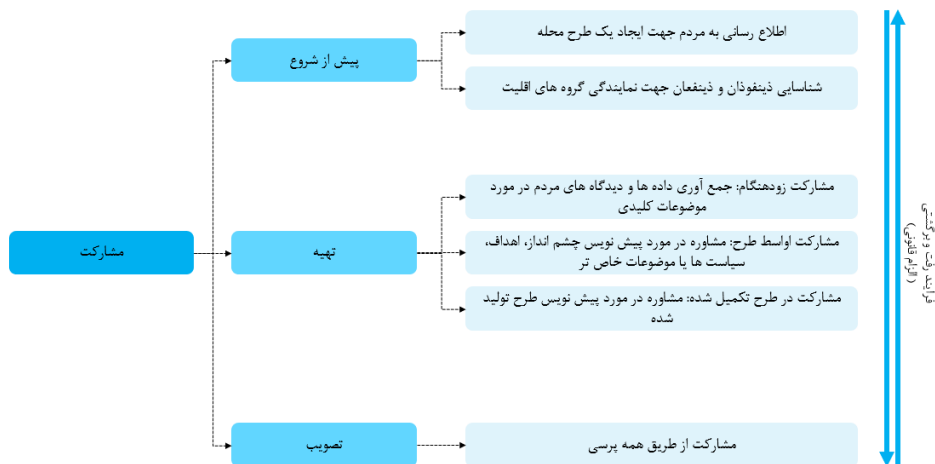 اطلاع رسانی به مردم جهت ایجاد یک طرح محله
پیش از شروع
شناسایی ذینفوذان و ذینفعان جهت نمایندگی گروه های اقلیت
مشارکت زودهنگام: جمع آوری داده ها و دیدگاه های مردم در مورد
موضوعات کلیدی
مشارکت
تهیه
مشارکت اواسط طرح: مشاوره در مورد پیش نویس چشم انداز، اهداف،
سیاست ها یا موضوعات خاص تر
مشارکت در طرح تکمیل شده: مشاوره در مورد پیش نویس طرح تولید
شده
تصویب
مشارکت از طریق همه پرسی
فرایند رفت و برگشتی
(الزام قانونی)